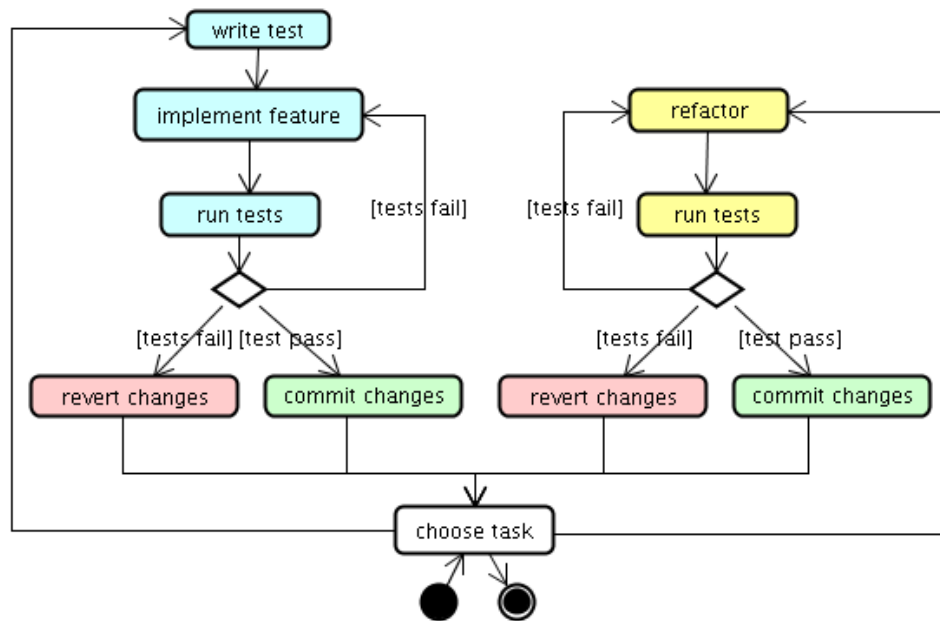 write test
implement feature
refactor
[tests fail]
[tests fail]
run tests
run tests
[tests fail]
[test pass]
[tests fail]
[test pass]
revert changes
commit changes
revert changes
commit changes
choose task